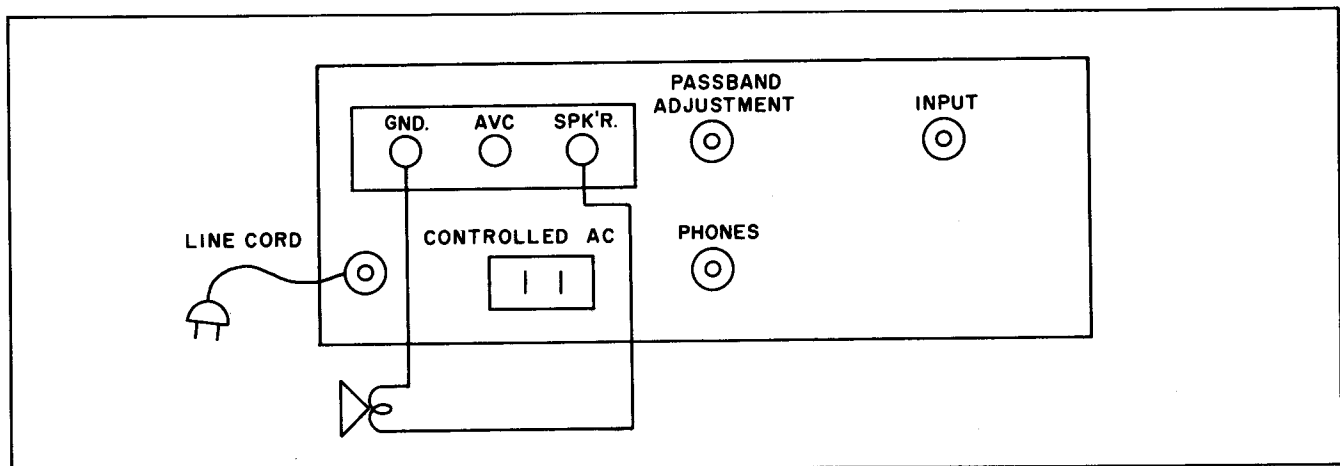 PASSBAND
ADJUSTMENT
INPUT
GND.
AVC
SPK'R.
LINE CORD
CONTROLLED AC
PHONES